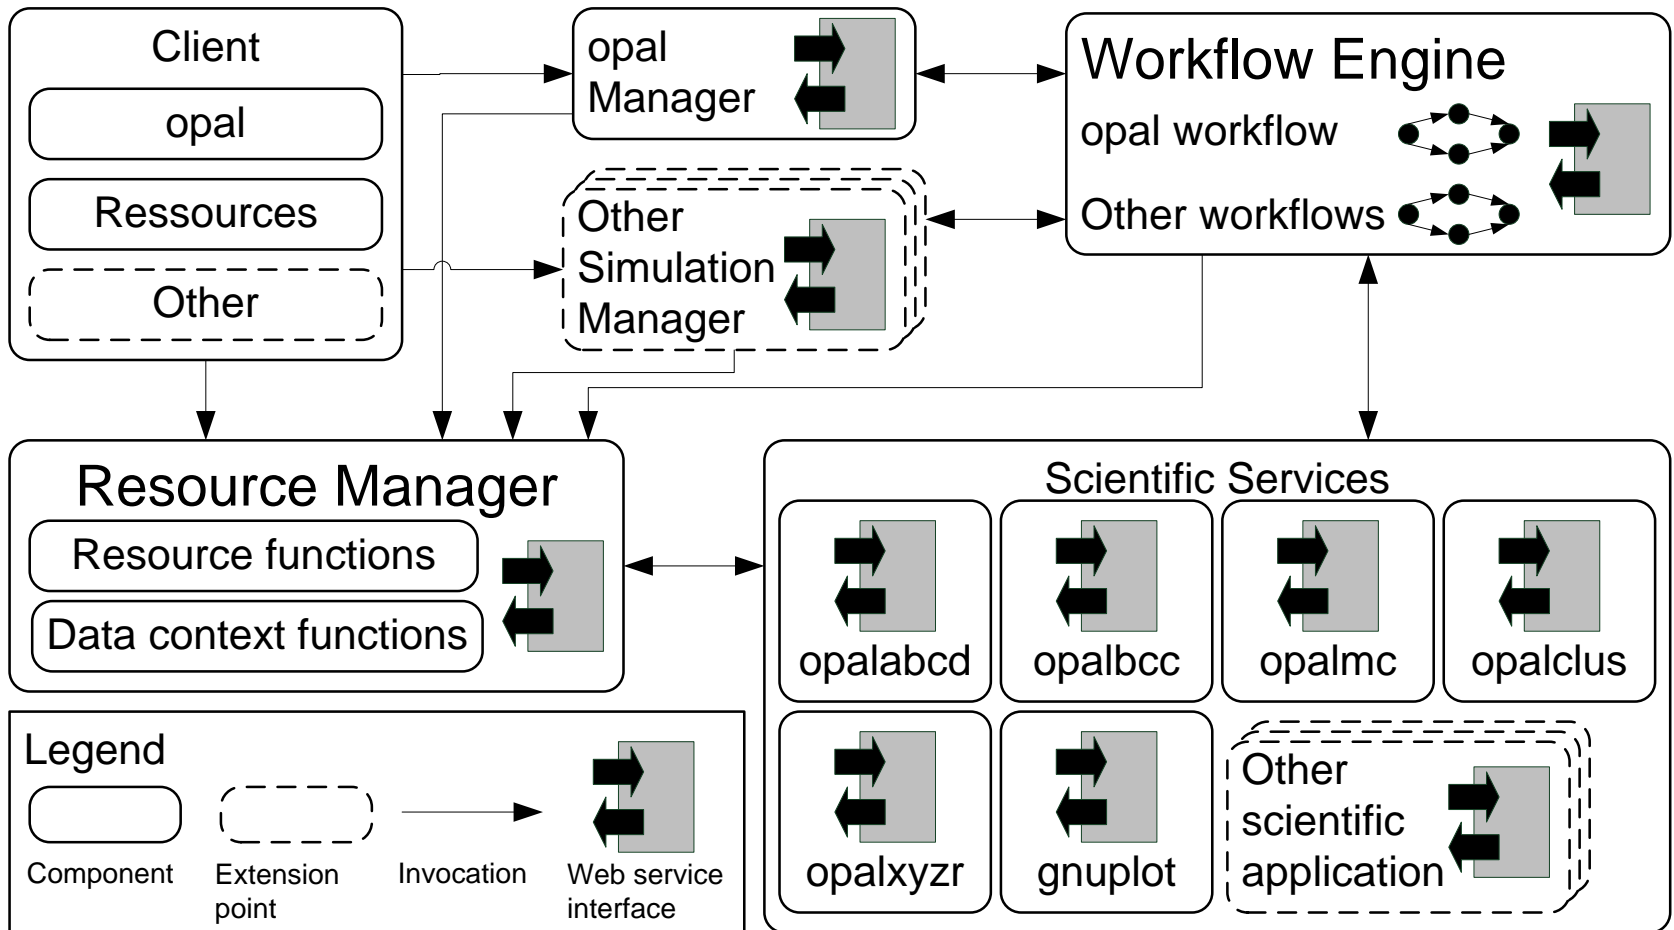 Client
opal
Ressources
Other
opal
Manager
Other
Simulation
Manager
Workflow Engine
opal workflow
Other workflows
Resource Manager
Resource functions
Data context functions
Scientific Services
opalabcd
opalbcc
opalmc
opalclus
opalxyzr
gnuplot
Other
scientific
application
Legend
Component
Extension
point
Invocation
Web service
interface